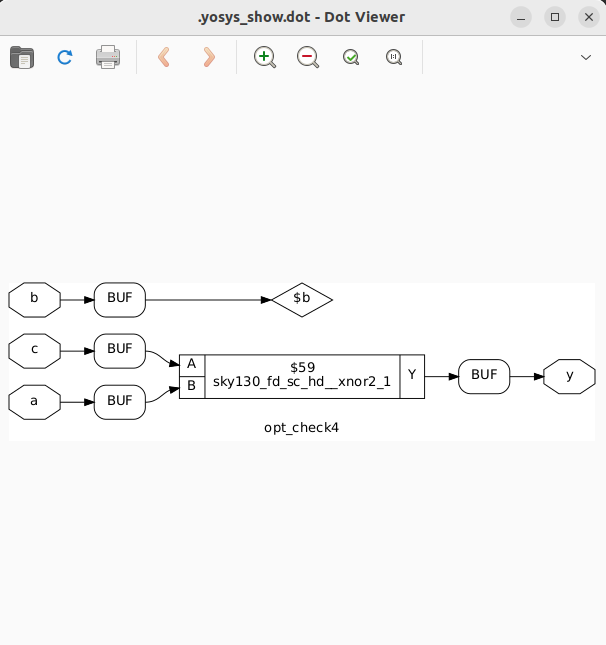 .yosys_show.dot - Dot Viewer
b BUF $b
c BUF
A $59 Y BUF y
sky130_fd_sc_hd__xnor2_1
B
a BUF
opt_check4